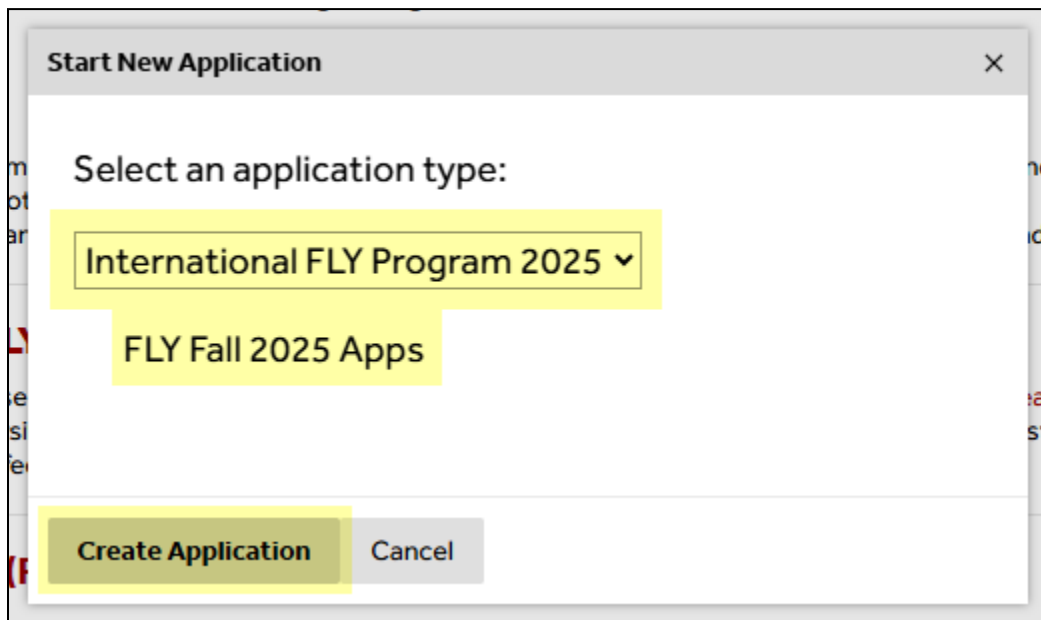 Start New Application
×
Select an application type:
International FLY Program 2025
FLY Fall 2025 Apps
Create Application Cancel